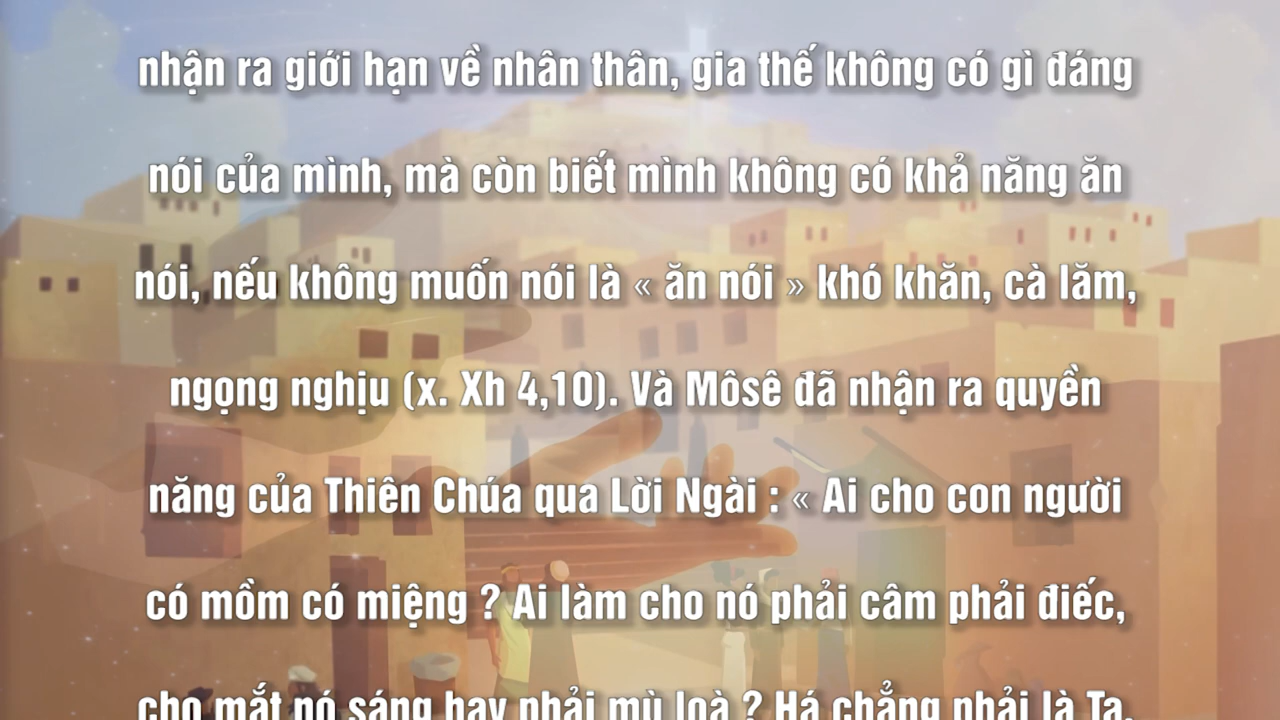 nhận ra giới hạn về nhân thân, gia thế không có gì đáng
nói của mình, mà còn biết mình không có khả năng ăn
nói, nếu không muốn nói là « ăn nói » khó khăn, cà lăm,
ngọng nghịu (x. Xh 4,10). Và Môsê đã nhận ra quyền
năng của Thiên Chúa qua Lời Ngài : « Ai cho con người
có mồm có miệng ? Ai làm cho nó phải câm phải điếc,
cho mắt nó sáng hay phải mù loà ? Há chẳng phải là Ta,